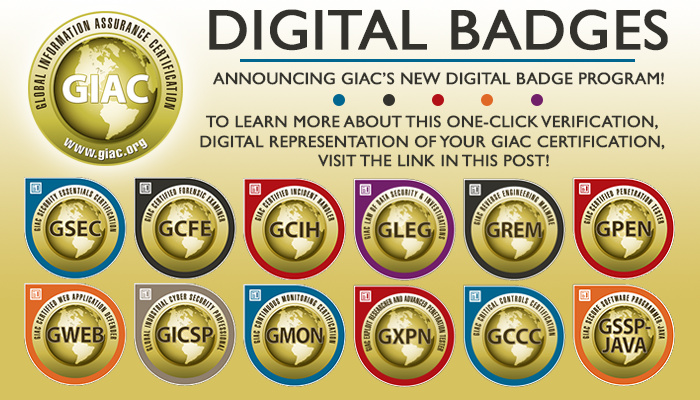 GLOBAL INFORMATION ASSURANCE CERTIFICATION
GIAC
www.giac.org
DIGITAL BADGES
ANNOUNCING GIAC'S NEW DIGITAL BADGE PROGRAM!
TO LEARN MORE ABOUT THIS ONE-CLICK VERIFICATION,
DIGITAL REPRESENTATION OF YOUR GIAC CERTIFICATION,
VISIT THE LINK IN THIS POST!
GIAC SECURITY ESSENTIALS CERTIFICATION
GSEC
GIAC CERTIFIED FORENSIC EXAMINER
GCFE
GIAC CERTIFIED INCIDENT HANDLER
GCIH
GIAC LAW OF DATA SECURITY & INVESTIGATIONS
GLEG
GIAC REVERSE ENGINEERING MALWARE
GREM
GIAC CERTIFIED PENETRATION TESTER
GPEN
GIAC CERTIFIED WEB APPLICATION DEFENDER
GWEB
GLOBAL INDUSTRIAL CYBER SECURITY PROFESSIONAL
GICSP
GIAC CONTINUOUS MONITORING CERTIFICATION
GMON
GIAC EXPLOIT RESEARCHER AND ADVANCED PENETRATION TESTER
GXPN
GIAC CRITICAL CONTROLS CERTIFICATION
GCCC
GIAC SECURE SOFTWARE PROGRAMMER-JAVA
GSSP-
JAVA